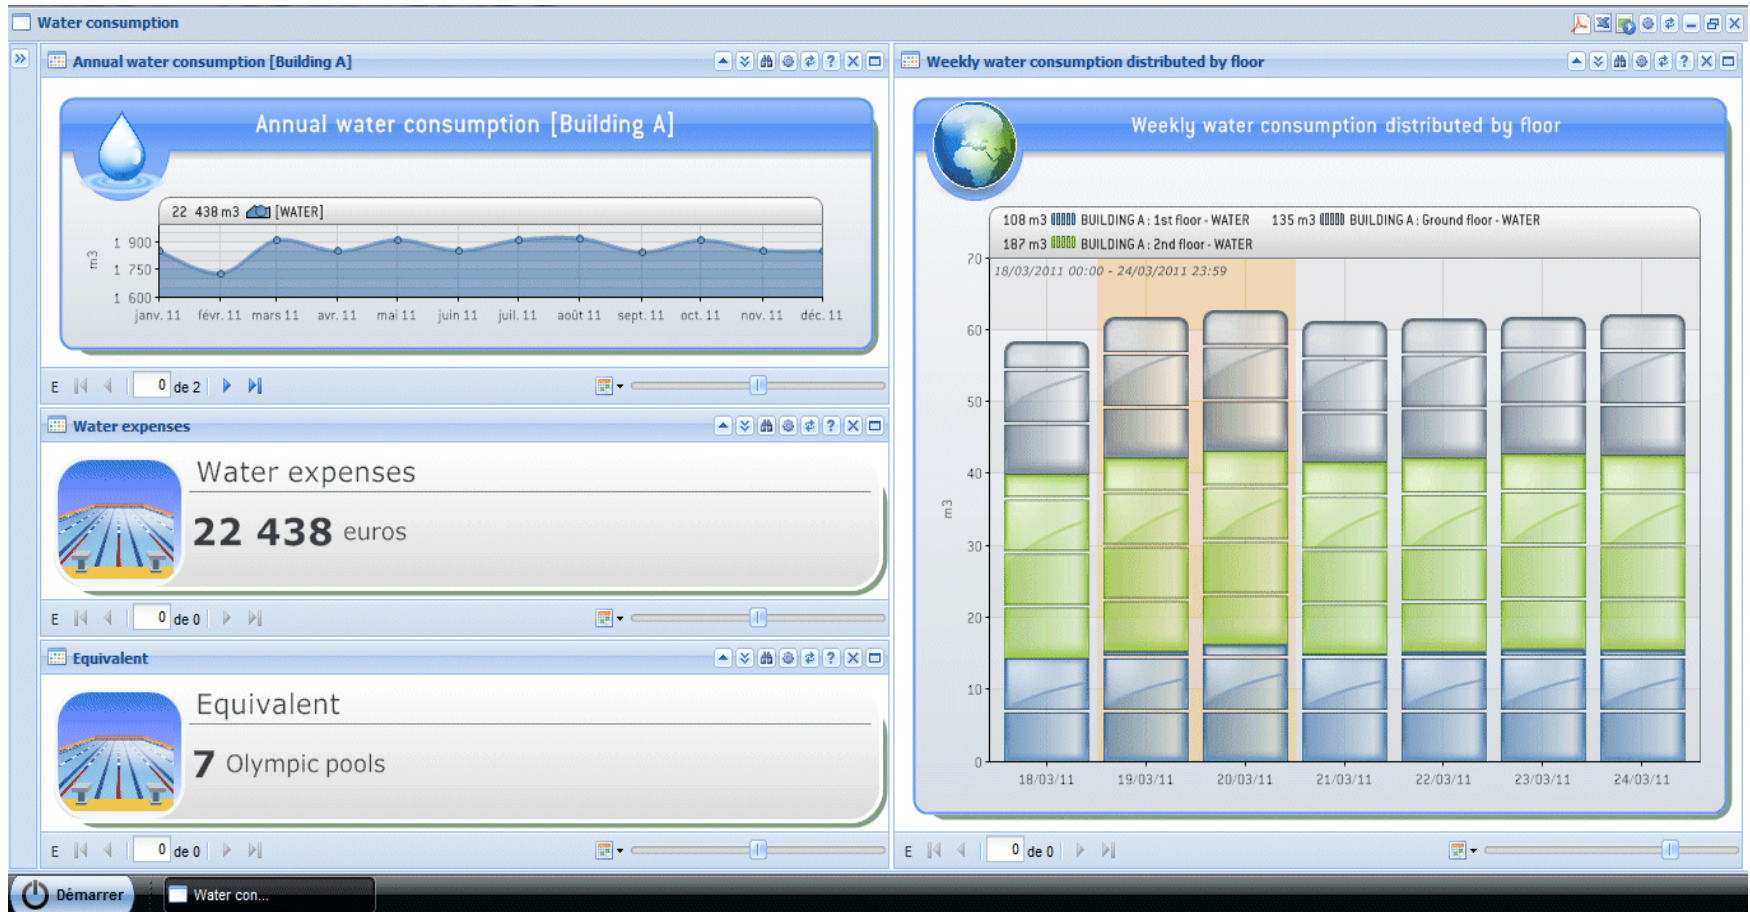 Water consumption
Annual water consumption [Building A]
Annual water consumption [Building A]
22 438 m3 [WATER]
1 900
1 750
1 600
m3
janv. 11 févr. 11 mars 11 avr. 11 mai 11 juin 11 juil. 11 août 11 sept. 11 oct. 11 nov. 11 déc. 11
E 0 de 2
Water expenses
Water expenses
22 438 euros
E 0 de 0
Equivalent
Equivalent
7 Olympic pools
E 0 de 0
Weekly water consumption distributed by floor
Weekly water consumption distributed by floor
108 m3 BUILDING A : 1st floor - WATER 135 m3 BUILDING A : Ground floor - WATER
187 m3 BUILDING A : 2nd floor - WATER
18/03/2011 00:00 - 24/03/2011 23:59
70
60
50
40
30
20
10
0
m3
18/03/11 19/03/11 20/03/11 21/03/11 22/03/11 23/03/11 24/03/11
E 0 de 0
Démarrer Water con...